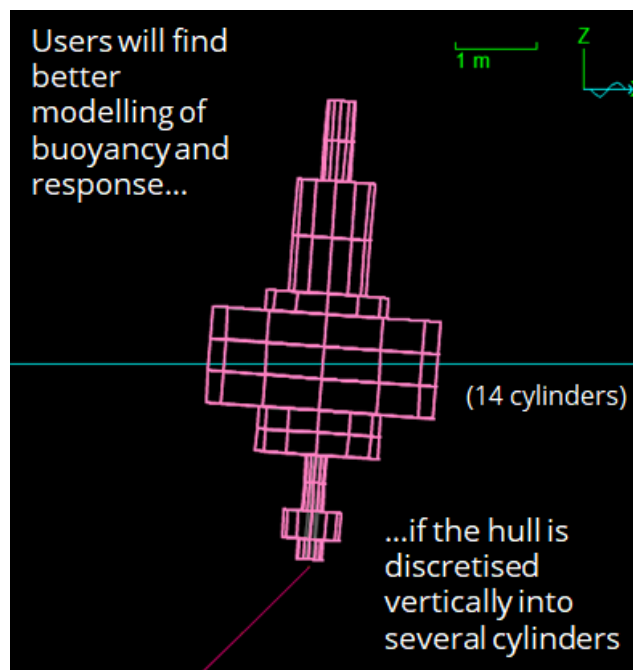 Users will find
better
modelling of
buoyancy and
response...
1 m
Z
(14 cylinders)
...if the hull is
discretised
vertically into
several cylinders